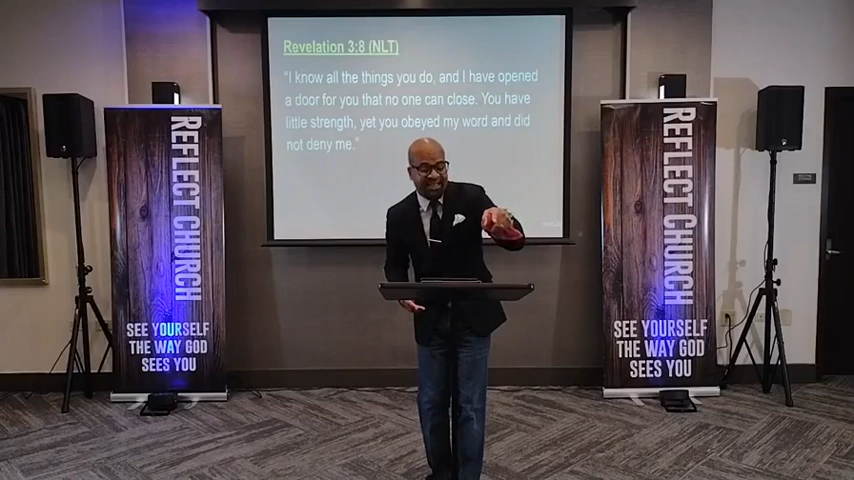 Revelation 3:8 (NLT)
"I know all the things you do, and I have opened
a door for you that no one can close. You have
little strength, yet you obeyed my word and did
not deny me."
REFLECT CHURCH
SEE YOURSELF
THE WAY GOD
SEES YOU
REFLECT CHURCH
SEE YOURSELF
THE WAY GOD
SEES YOU